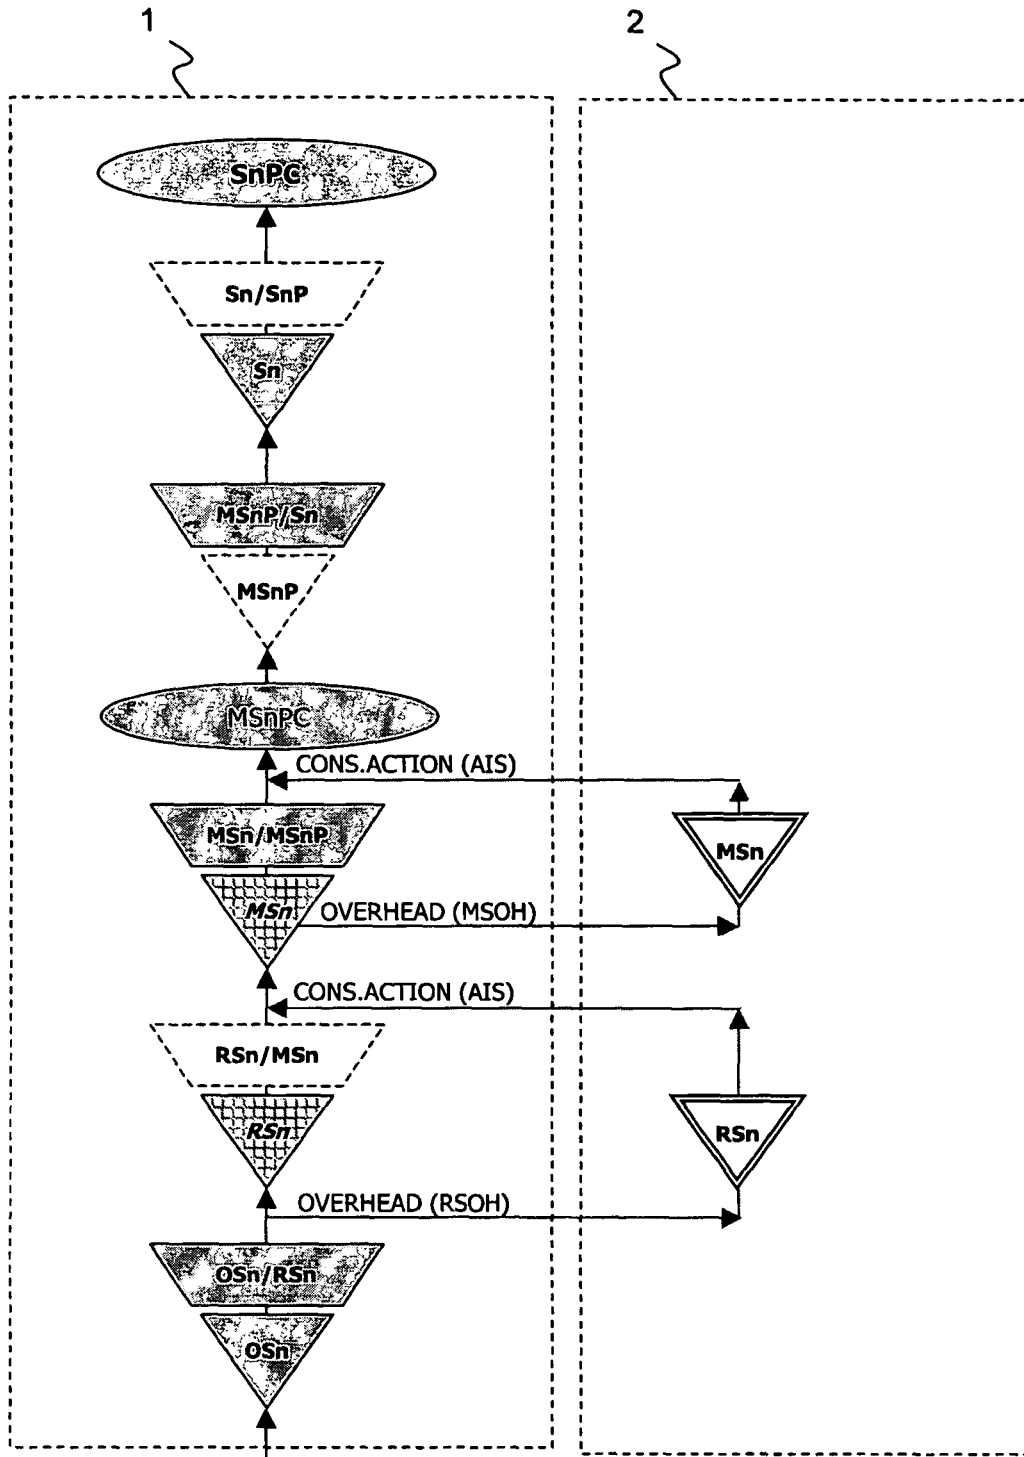 1
2
SnPC
Sn/SnP
Sn
MSnP/Sn
MSnP
MSnPC
CONS.ACTION (AIS)
MSn/MSnP
MSn
MSn
OVERHEAD (MSOH)
CONS.ACTION (AIS)
RSn/MSn
RSn
RSn
OVERHEAD (RSOH)
OSn/RSn
OSn